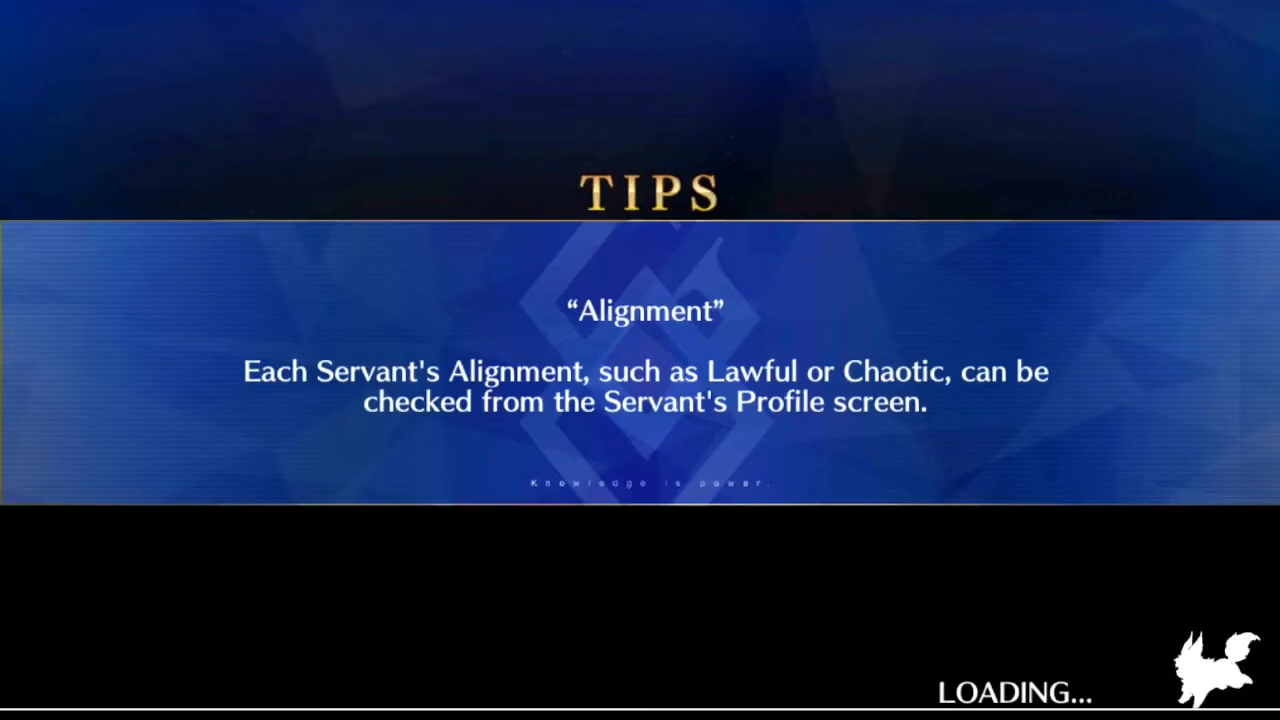 TIPS
“Alignment”
Each Servant's Alignment, such as Lawful or Chaotic, can be
checked from the Servant's Profile screen.
Knowledge is power.
LOADING...